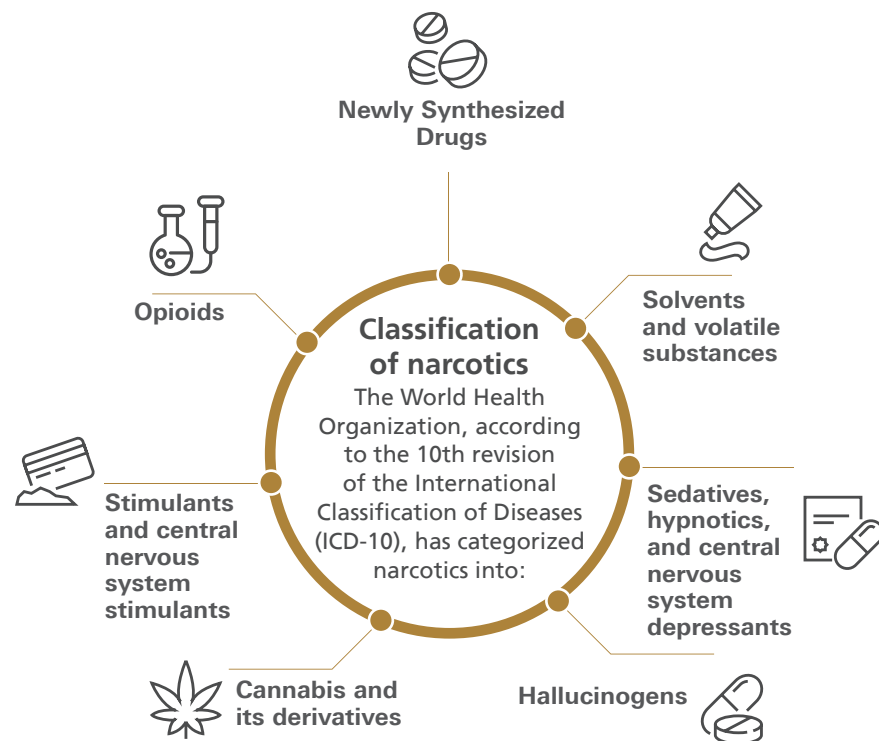 Newly Synthesized
Drugs
Opioids
Solvents
and volatile
substances
Classification
of narcotics
The World Health
Organization, according
to the 10th revision
of the International
Classification of Diseases
(ICD-10), has categorized
narcotics into:
Stimulants
and central
nervous
system
stimulants
Sedatives,
hypnotics,
and central
nervous
system
depressants
Cannabis and
its derivatives
Hallucinogens